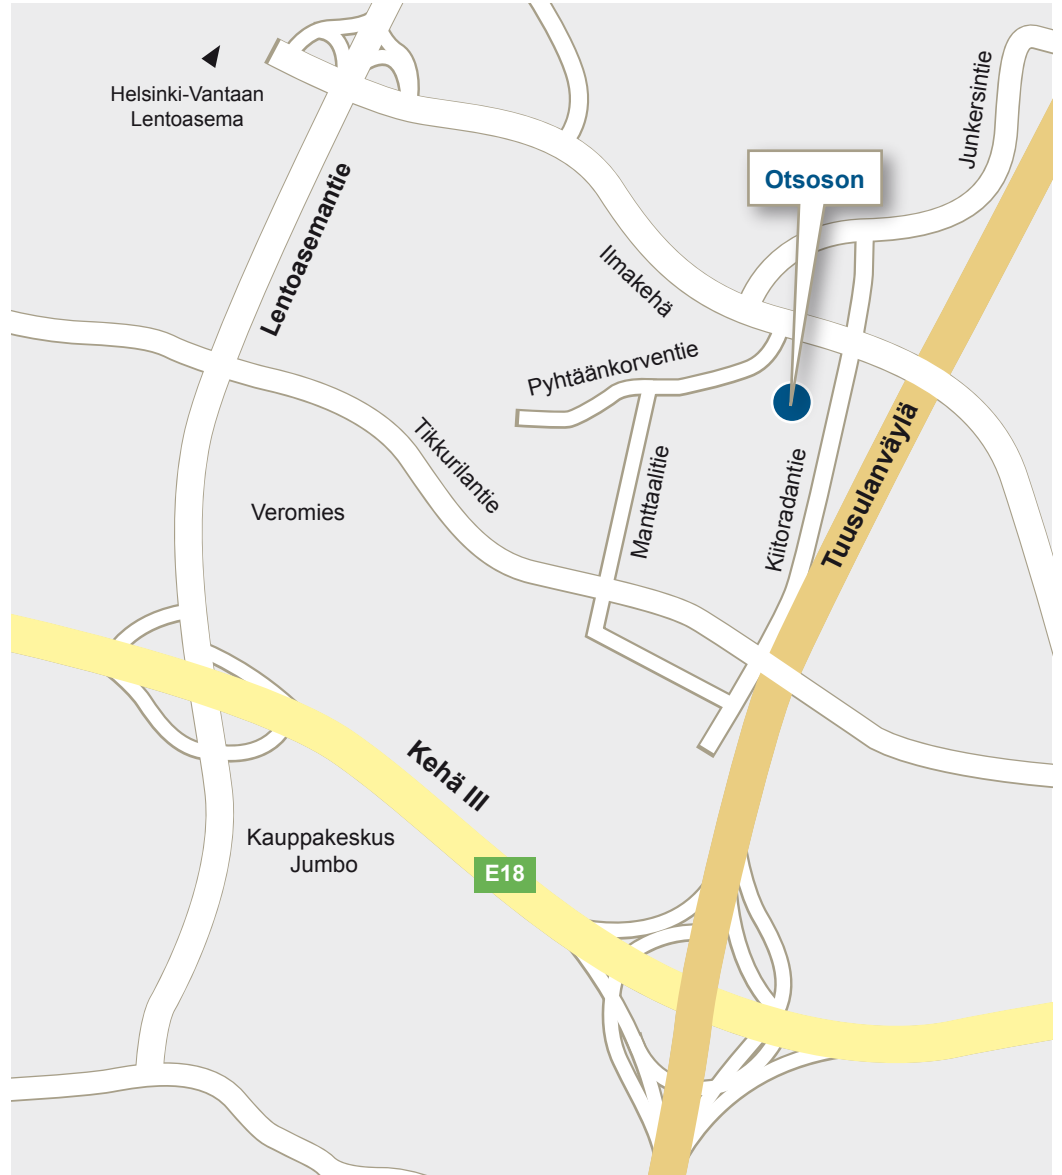 Helsinki-Vantaan
Lentoasema
Junkersintie
Otsoson
Lentoasemantie
Ilmakehä
Pyhtäänkorventie
Tikkurilantie
Manttaalitie
Kiitoradantie
Tuusulanväylä
Veromies
Kehä III
Kauppakeskus
Jumbo
E18